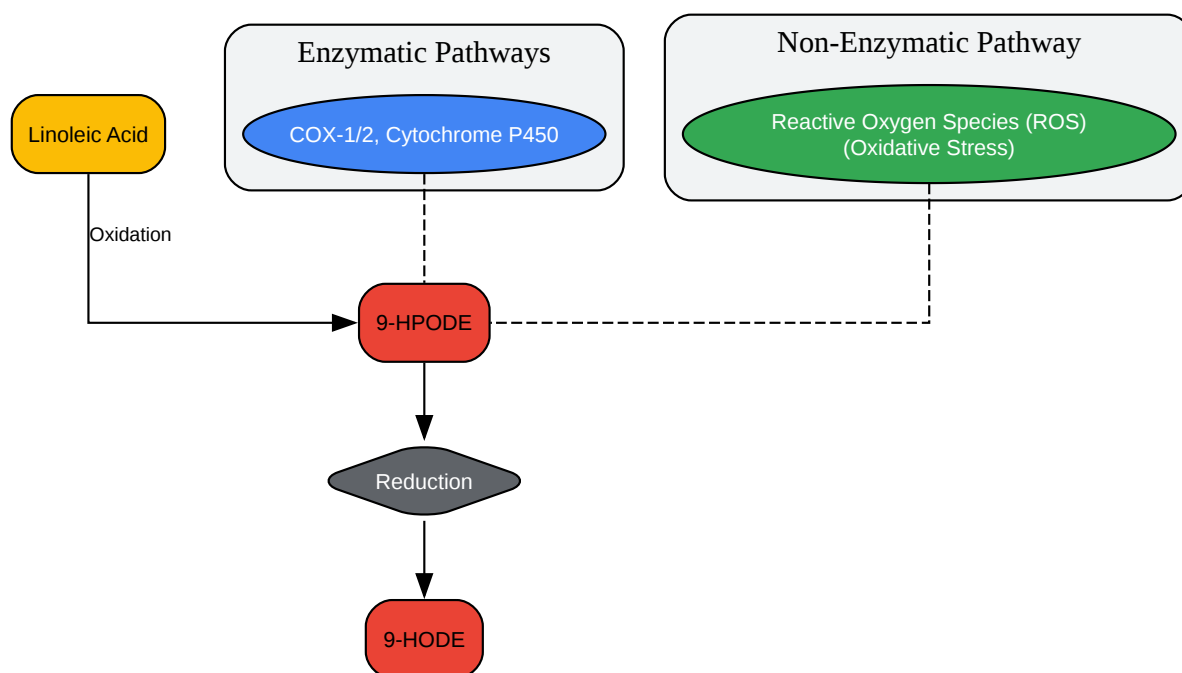 Enzymatic Pathways
Non-Enzymatic Pathway
Linoleic Acid
COX-1/2, Cytochrome P450
Reactive Oxygen Species (ROS)
(Oxidative Stress)
Oxidation
9-HPODE
Reduction
9-HODE